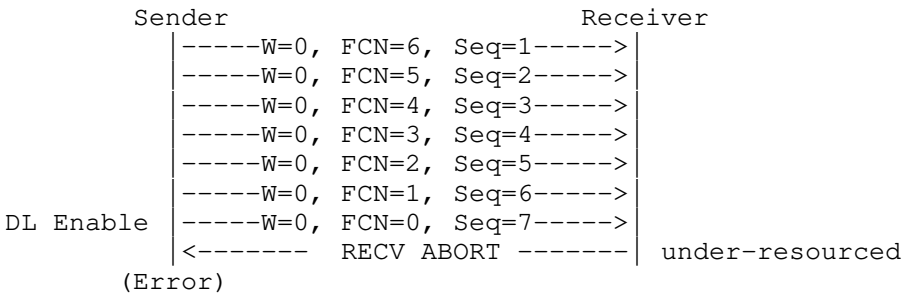 Sender                         Receiver
|-----W=0, FCN=6, Seq=1----->|
|-----W=0, FCN=5, Seq=2----->|
|-----W=0, FCN=4, Seq=3----->|
|-----W=0, FCN=3, Seq=4----->|
|-----W=0, FCN=2, Seq=5----->|
|-----W=0, FCN=1, Seq=6----->|
DL Enable |-----W=0, FCN=0, Seq=7----->|
|<------- RECV ABORT -------| under-resourced
(Error)